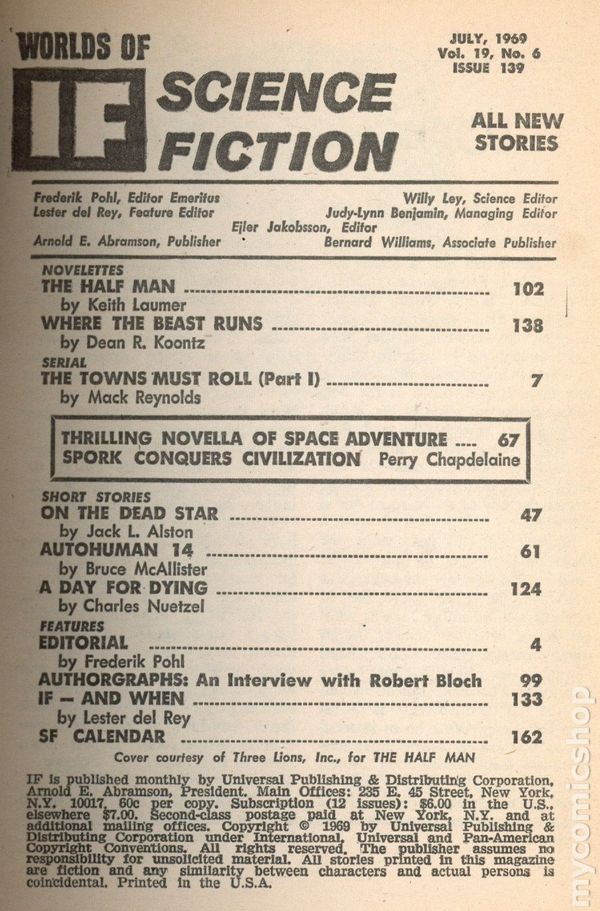 WORLDS OF
IF
SCIENCE
FICTION
JULY, 1969
Vol. 19, No. 6
ISSUE 139
ALL NEW
STORIES
Frederik Pohl, Editor Emeritus Willy Ley, Science Editor
Lester del Rey, Feature Editor Judy-Lynn Benjamin, Managing Editor
Ejler Jakobsson, Editor
Arnold E. Abramson, Publisher Bernard Williams, Associate Publisher
NOVELETTES
THE HALF MAN ........ 102
by Keith Laumer
WHERE THE BEAST RUNS ........ 138
by Dean R. Koontz
SERIAL
THE TOWNS MUST ROLL (Part I) ........ 7
by Mack Reynolds
THRILLING NOVELLA OF SPACE ADVENTURE .... 67
SPORK CONQUERS CIVILIZATION Perry Chapdelaine
SHORT STORIES
ON THE DEAD STAR ........ 47
by Jack L. Alston
AUTOHUMAN 14 ........ 61
by Bruce McAllister
A DAY FOR DYING ........ 124
by Charles Nuetzel
FEATURES
EDITORIAL ........ 4
by Frederik Pohl
AUTHORGRAPHS: An Interview with Robert Bloch 99
IF — AND WHEN ........ 133
by Lester del Rey
SF CALENDAR ........ 162
Cover courtesy of Three Lions, Inc., for THE HALF MAN
IF is published monthly by Universal Publishing & Distributing Corporation,
Arnold E. Abramson, President. Main Offices: 235 E. 45 Street, New York,
N.Y. 10017. 60c per copy. Subscription (12 issues): $6.00 in the U.S.,
elsewhere $7.00. Second-class postage paid at New York, N.Y. and at
additional mailing offices. Copyright © 1969 by Universal Publishing &
Distributing Corporation under International, Universal and Pan-American
Copyright Conventions. All rights reserved. The publisher assumes no
responsibility for unsolicited material. All stories printed in this magazine
are fiction and any similarity between characters and actual persons is
coincidental. Printed in the U.S.A.
mycomicshop